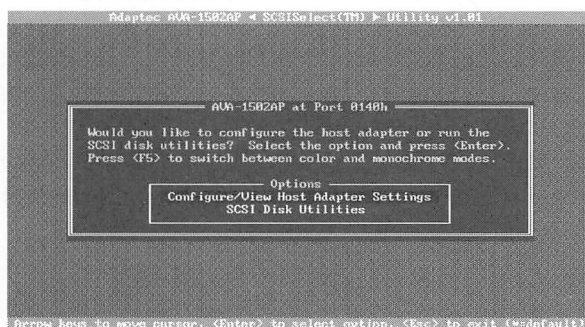 Adaptec AVA-1502AP ◄ SCSISelect(TM) ► Utility v1.01
AVA-1502AP at Port 0140h
Would you like to configure the host adapter or run the
SCSI disk utilities? Select the option and press <Enter>.
Press <F5> to switch between color and monochrome modes.
Options
Configure/View Host Adapter Settings
SCSI Disk Utilities
Arrow keys to move cursor, <Enter> to select option, <Esc> to exit (*=default)